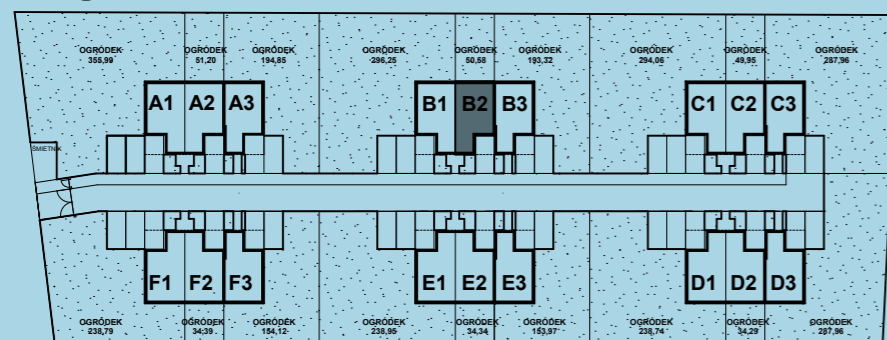 OGRÓDEK
355,99
OGRÓDEK
51,20
OGRÓDEK
194,85
OGRÓDEK
296,25
OGRÓDEK
50,58
OGRÓDEK
193,32
OGRÓDEK
294,06
OGRÓDEK
49,95
OGRÓDEK
287,96
A1 A2 A3 B1 B2 B3 C1 C2 C3
ŚMIETNIK
F1 F2 F3 E1 E2 E3 D1 D2 D3
OGRÓDEK
238,79
OGRÓDEK
34,39
OGRÓDEK
154,12
OGRÓDEK
238,95
OGRÓDEK
34,34
OGRÓDEK
153,97
OGRÓDEK
238,74
OGRÓDEK
34,29
OGRÓDEK
287,96